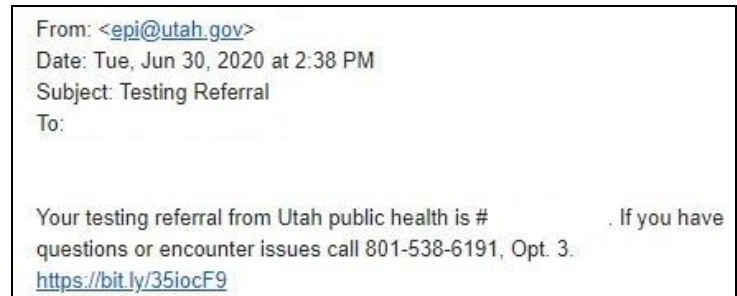 From: <epi@utah.gov>
Date: Tue, Jun 30, 2020 at 2:38 PM
Subject: Testing Referral
To:
Your testing referral from Utah public health is # . If you have
questions or encounter issues call 801-538-6191, Opt. 3.
https://bit.ly/35iocF9